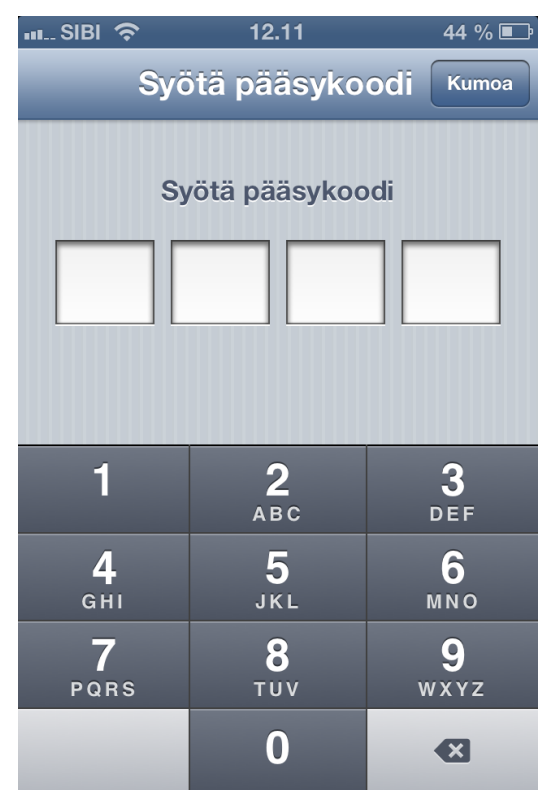 SIBI 12.11 44 %
Syötä pääsykoodi Kumoa
Syötä pääsykoodi
1 2 3
ABC DEF
4 5 6
GHI JKL MNO
7 8 9
PQRS TUV WXYZ
0